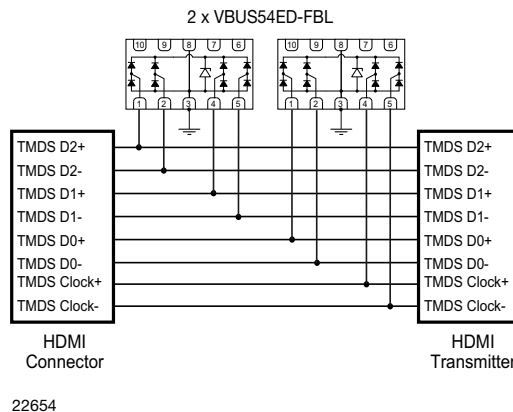 2 x VBUS54ED-FBL
10 9 8 7 6 10 9 8 7 6
1 2 3 4 5 1 2 3 4 5
TMDS D2+ TMDS D2+
TMDS D2- TMDS D2-
TMDS D1+ TMDS D1+
TMDS D1- TMDS D1-
TMDS D0+ TMDS D0+
TMDS D0- TMDS D0-
TMDS Clock+ TMDS Clock+
TMDS Clock- TMDS Clock-
HDMI HDMI
Connector Transmitter
22654